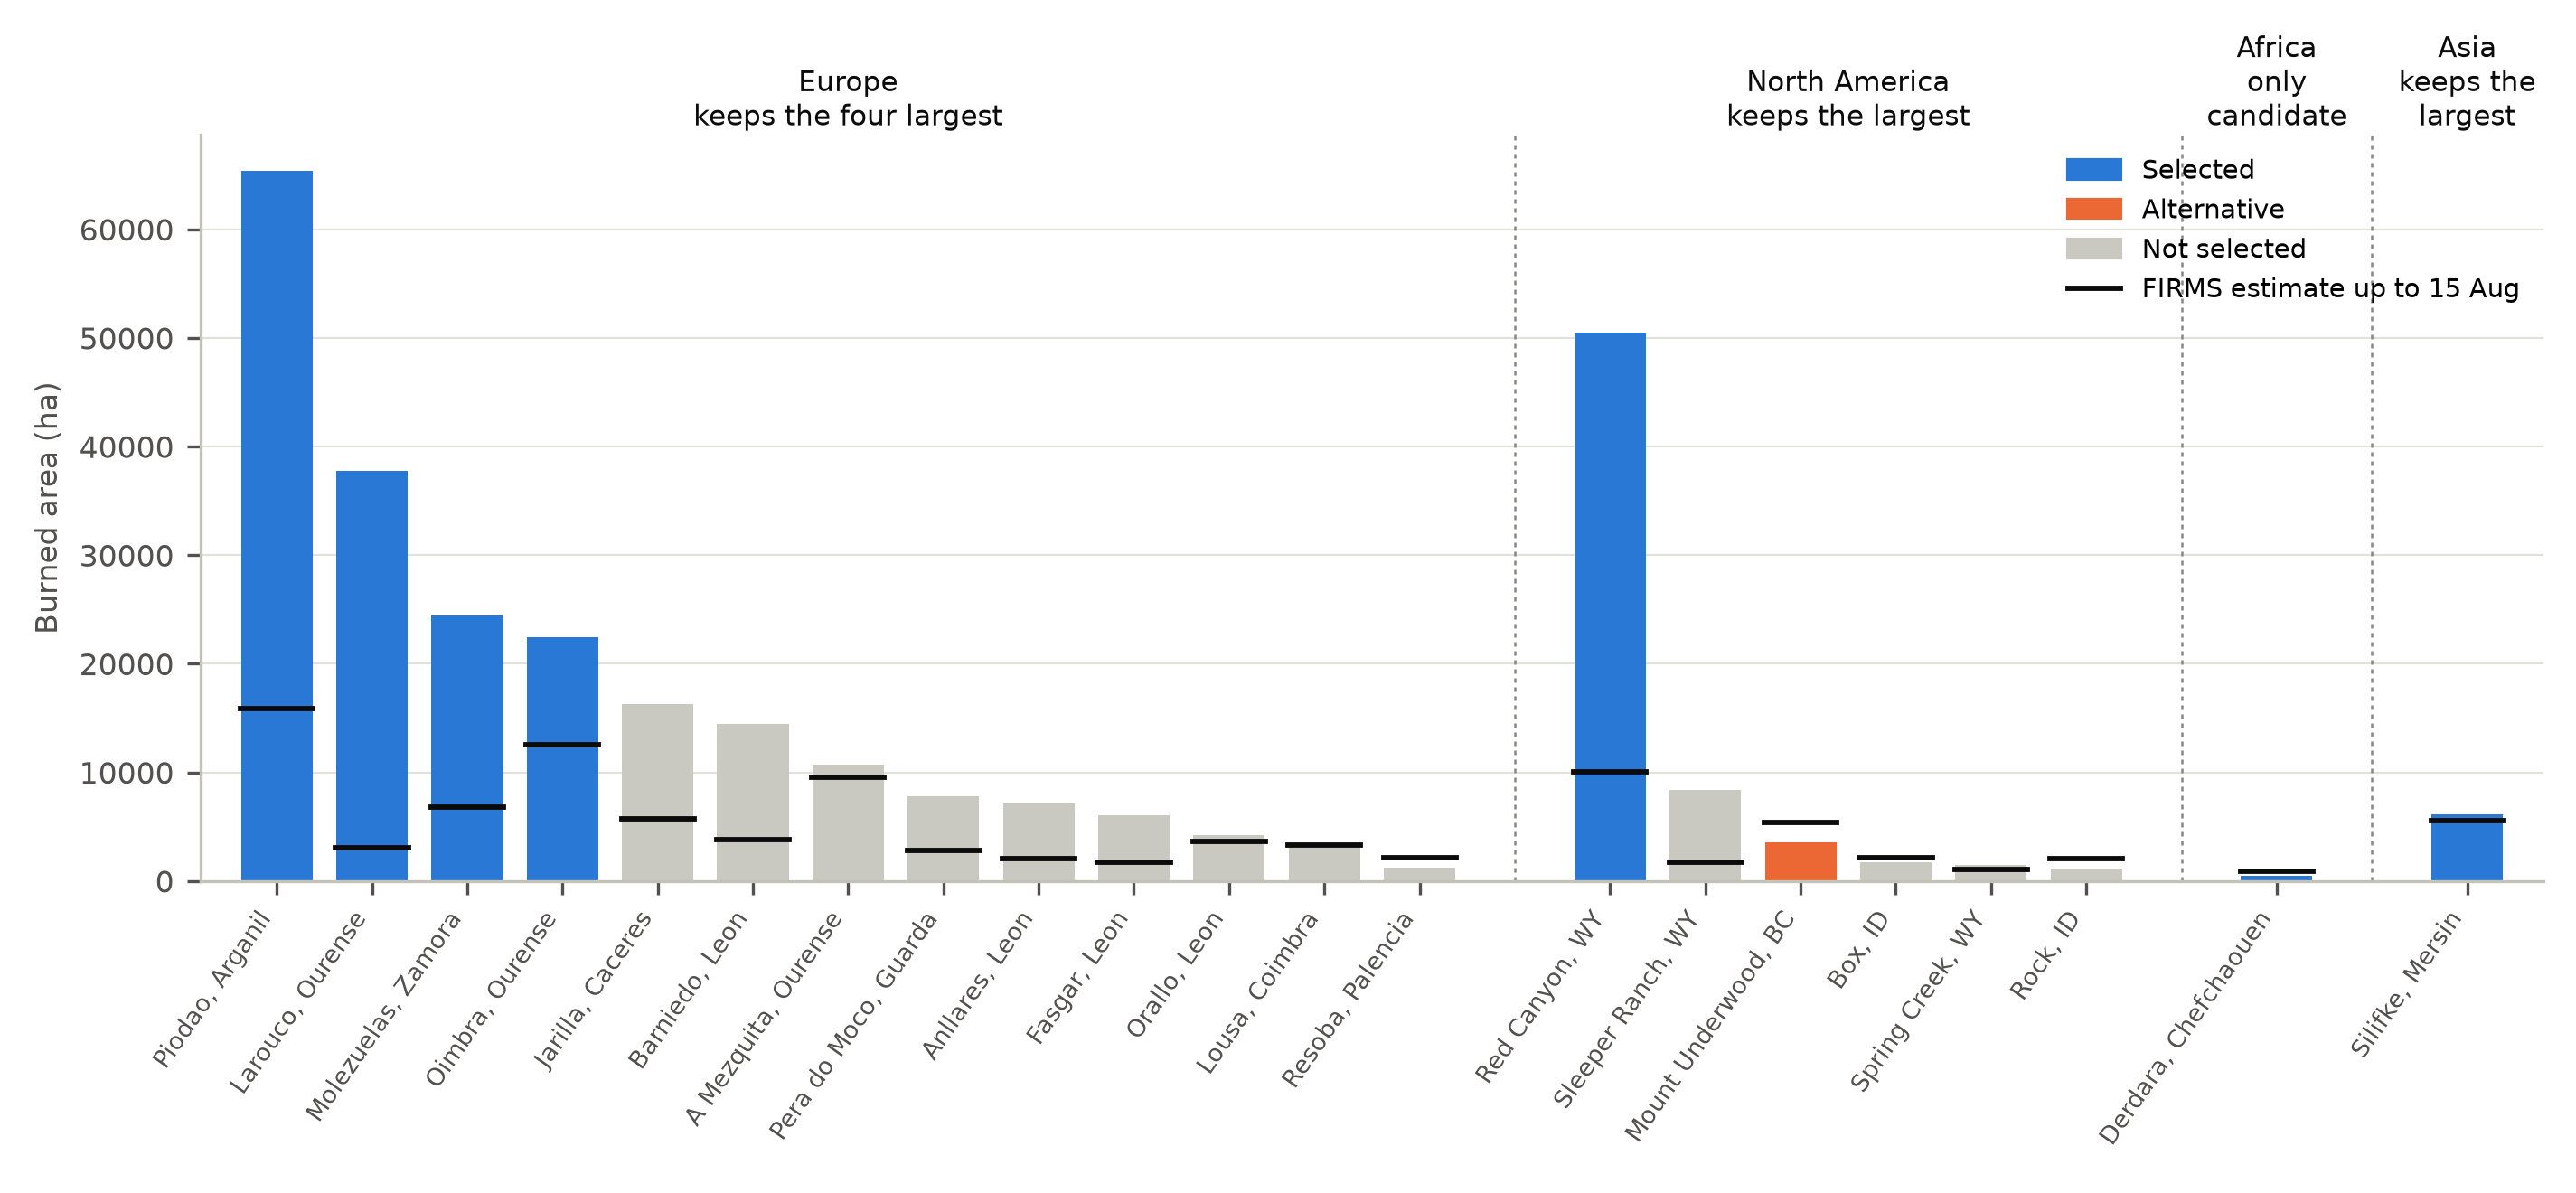 Europe
keeps the four largest
North America
keeps the largest
Africa
only
candidate
Asia
keeps the
largest
Selected
Alternative
Not selected
FIRMS estimate up to 15 Aug
Burned area (ha)
60000
50000
40000
30000
20000
10000
0
Piodao, Arganil
Larouco, Ourense
Molezuelas, Zamora
Oimbra, Ourense
Jarilla, Caceres
Barniedo, Leon
A Mezquita, Ourense
Pera do Moco, Guarda
Anllares, Leon
Fasgar, Leon
Orallo, Leon
Lousa, Coimbra
Resoba, Palencia
Red Canyon, WY
Sleeper Ranch, WY
Mount Underwood, BC
Box, ID
Spring Creek, WY
Rock, ID
Derdara, Chefchaouen
Silifke, Mersin